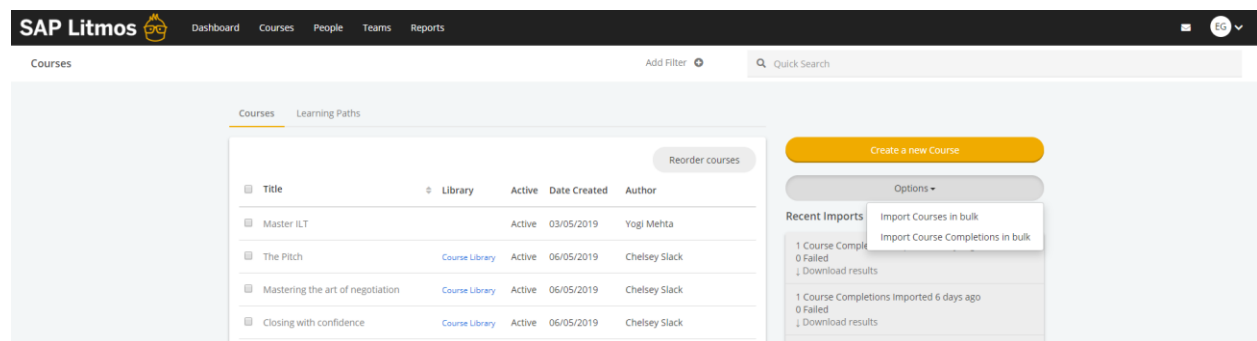 SAP Litmos Dashboard Courses People Teams Reports EG
Courses Add Filter Quick Search
Courses Learning Paths
Create a new Course
Reorder courses
Options
Title Library Active Date Created Author
Recent Imports
Import Courses in bulk
Import Course Completions in bulk
Master ILT Active 03/05/2019 Yogi Mehta
1 Course
0 Failed
↓ Download results
The Pitch Course Library Active 06/05/2019 Chelsey Slack
Mastering the art of negotiation Course Library Active 06/05/2019 Chelsey Slack
1 Course Completions Imported 6 days ago
0 Failed
↓ Download results
Closing with confidence Course Library Active 06/05/2019 Chelsey Slack